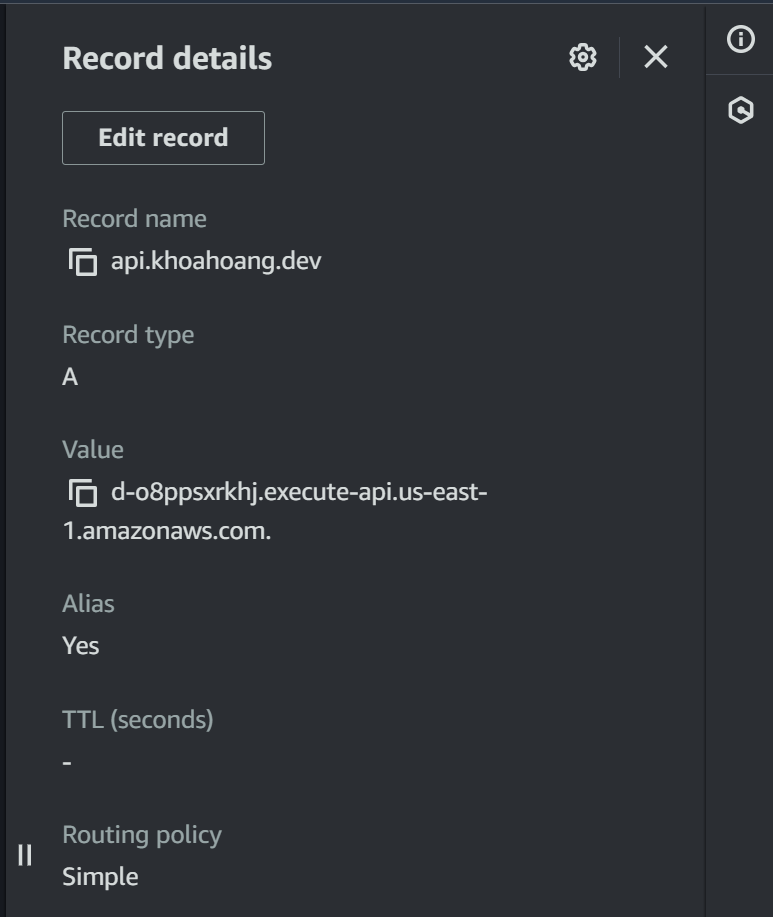 Record details
Edit record
Record name
api.khoahoang.dev
Record type
A
Value
d-o8ppsxrkhj.execute-api.us-east-
1.amazonaws.com.
Alias
Yes
TTL (seconds)
-
Routing policy
Simple